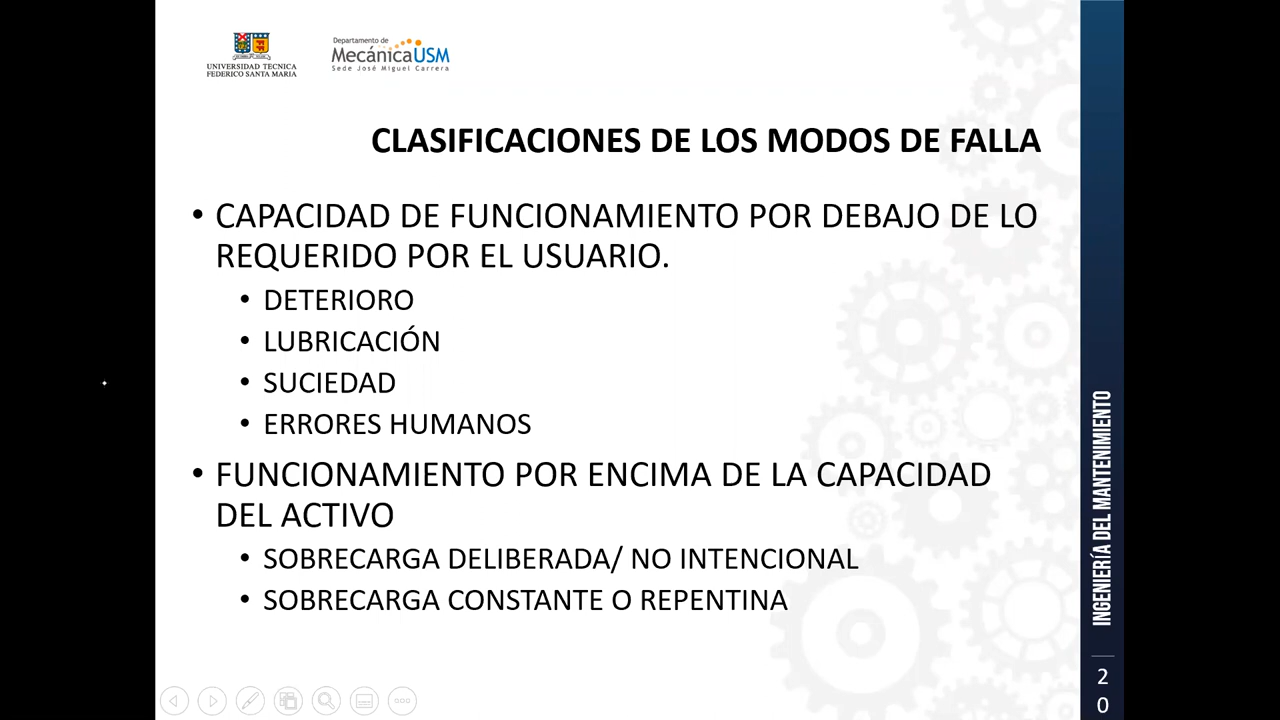 UNIVERSIDAD TECNICA
FEDERICO SANTA MARIA
Departamento de
MecánicaUSM
Sede José Miguel Carrera
CLASIFICACIONES DE LOS MODOS DE FALLA
• CAPACIDAD DE FUNCIONAMIENTO POR DEBAJO DE LO
REQUERIDO POR EL USUARIO.
• DETERIORO
• LUBRICACIÓN
• SUCIEDAD
• ERRORES HUMANOS
• FUNCIONAMIENTO POR ENCIMA DE LA CAPACIDAD
DEL ACTIVO
• SOBRECARGA DELIBERADA/ NO INTENCIONAL
• SOBRECARGA CONSTANTE O REPENTINA
INGENIERÍA DEL MANTENIMIENTO
2
0